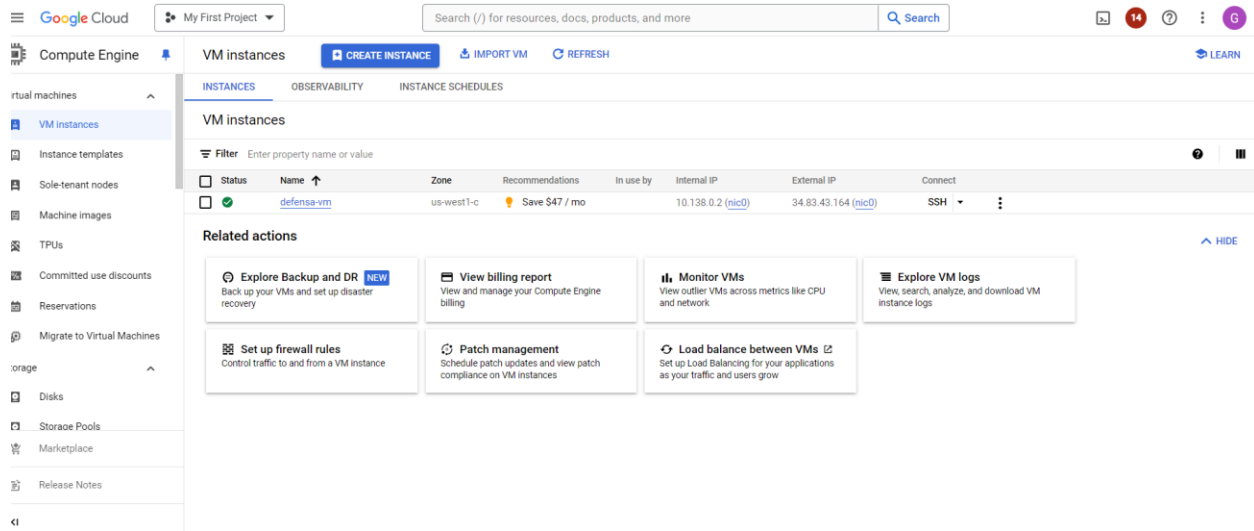 Google Cloud
My First Project
Search (/) for resources, docs, products, and more
Search
14
G
Compute Engine
VM instances
CREATE INSTANCE
IMPORT VM
REFRESH
LEARN
rtual machines
VM instances
Instance templates
Sole-tenant nodes
Machine images
TPUs
Committed use discounts
Reservations
Migrate to Virtual Machines
orage
Disks
Storage Pools
Marketplace
Release Notes
INSTANCES OBSERVABILITY INSTANCE SCHEDULES
VM instances
Filter Enter property name or value
Status Name Zone Recommendations In use by Internal IP External IP Connect
defensa-vm us-west1-c Save $47 / mo 10.138.0.2 (nic0) 34.83.43.164 (nic0) SSH
Related actions
HIDE
Explore Backup and DR NEW
Back up your VMs and set up disaster
recovery
View billing report
View and manage your Compute Engine
billing
Monitor VMs
View outlier VMs across metrics like CPU
and network
Explore VM logs
View, search, analyze, and download VM
instance logs
Set up firewall rules
Control traffic to and from a VM instance
Patch management
Schedule patch updates and view patch
compliance on VM instances
Load balance between VMs
Set up Load Balancing for your applications
as your traffic and users grow